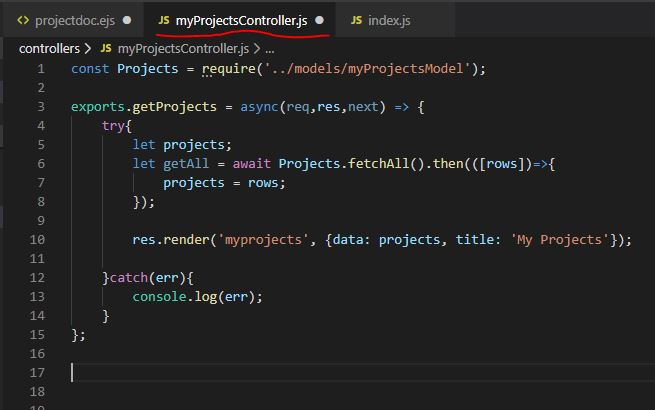 <> projectdoc.ejs ● JS myProjectsController.js ● JS index.js
controllers > JS myProjectsController.js > ...
1 const Projects = require('../models/myProjectsModel');
2
3 exports.getProjects = async(req,res,next) => {
4 try{
5 let projects;
6 let getAll = await Projects.fetchAll().then(([rows])=>{
7 projects = rows;
8 });
9
10 res.render('myprojects', {data: projects, title: 'My Projects'});
11
12 }catch(err){
13 console.log(err);
14 }
15 };
16
17
18
19